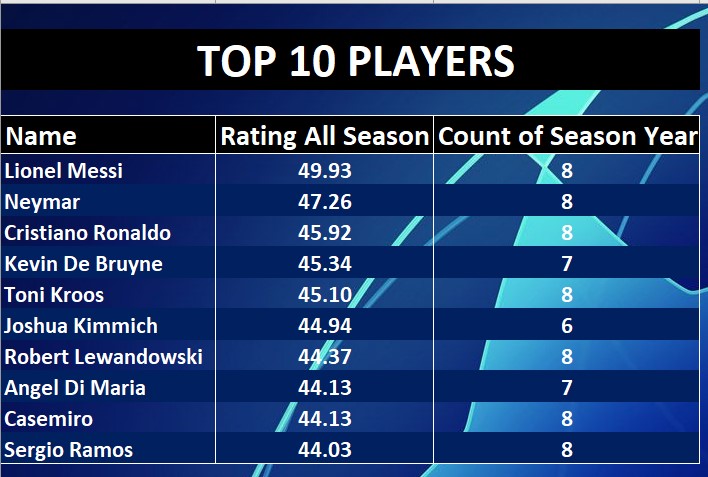 TOP 10 PLAYERS
Name Rating All Season Count of Season Year
Lionel Messi 49.93 8
Neymar 47.26 8
Cristiano Ronaldo 45.92 8
Kevin De Bruyne 45.34 7
Toni Kroos 45.10 8
Joshua Kimmich 44.94 6
Robert Lewandowski 44.37 8
Angel Di Maria 44.13 7
Casemiro 44.13 8
Sergio Ramos 44.03 8